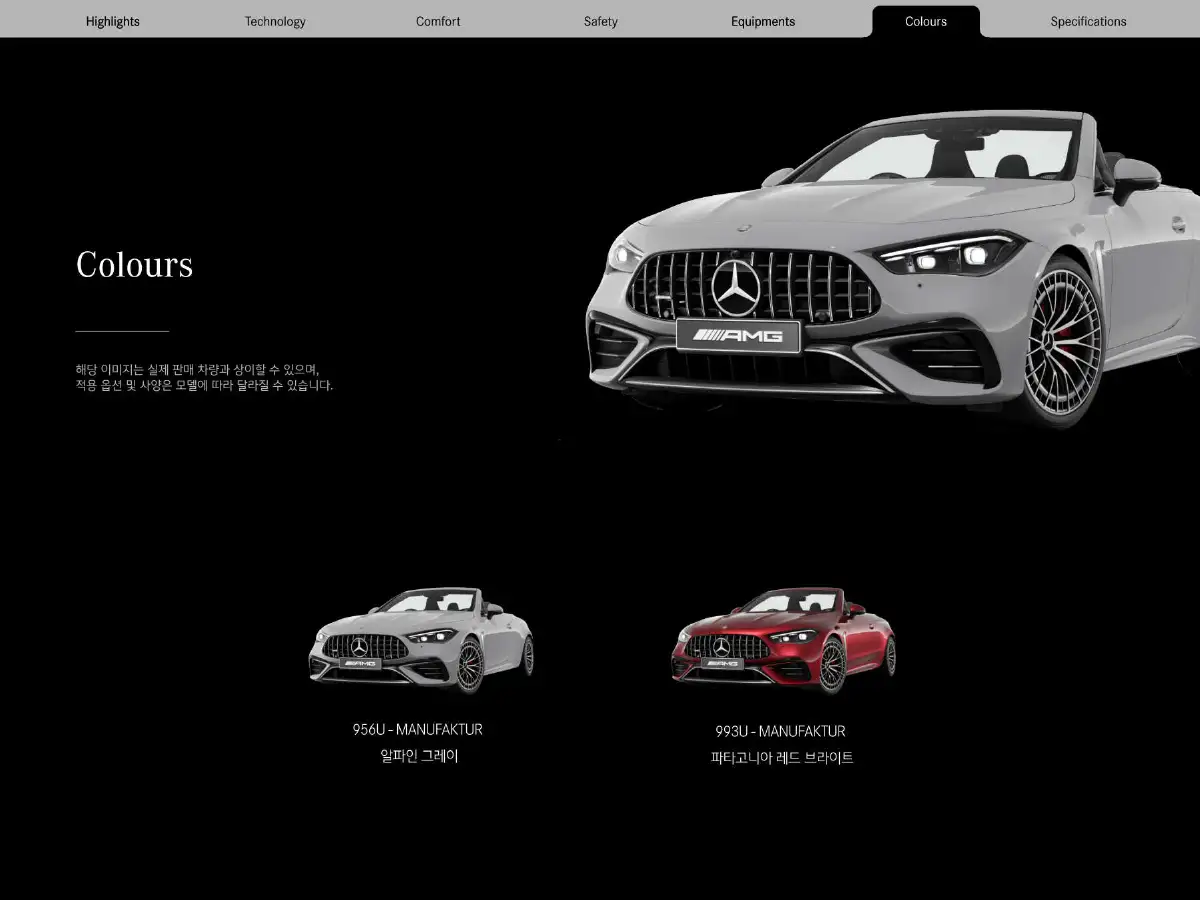 Highlights
Technology
Comfort
Safety
Equipments
Colours
Specifications
Colours
해당 이미지는 실제 판매 차량과 상이할 수 있으며,
적용 옵션 및 사양은 모델에 따라 달라질 수 있습니다.
AMG
AMG
AMG
956U - MANUFAKTUR
알파인 그레이
993U - MANUFAKTUR
파타고니아 레드 브라이트